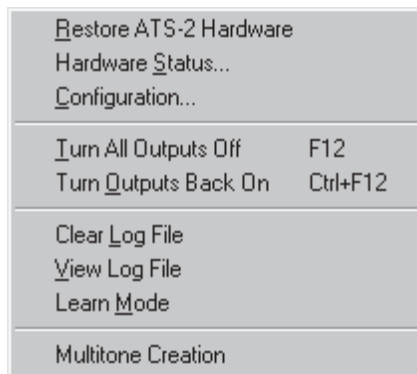 Restore ATS-2 Hardware
Hardware Status...
Configuration...
Turn All Outputs Off F12
Turn Outputs Back On Ctrl+F12
Clear Log File
View Log File
Learn Mode
Multitone Creation